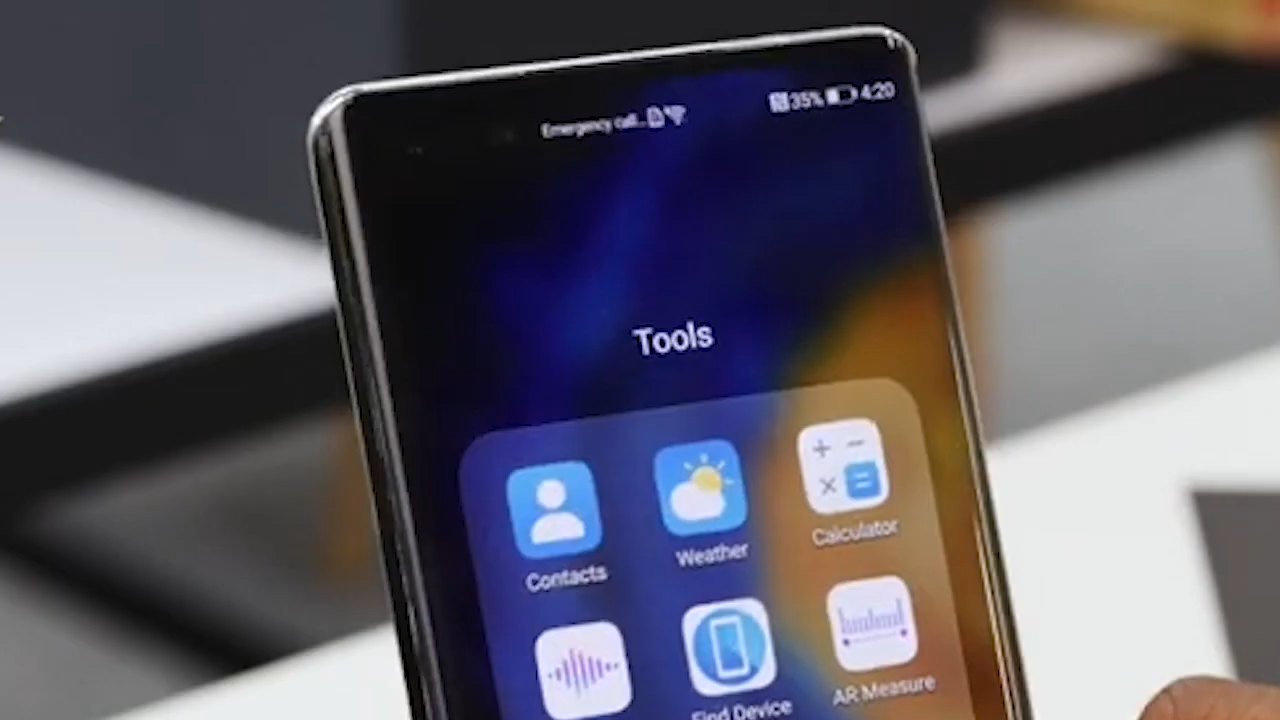 Emergency call... 35% 4:20
Tools
Contacts Weather Calculator
Find Device AR Measure